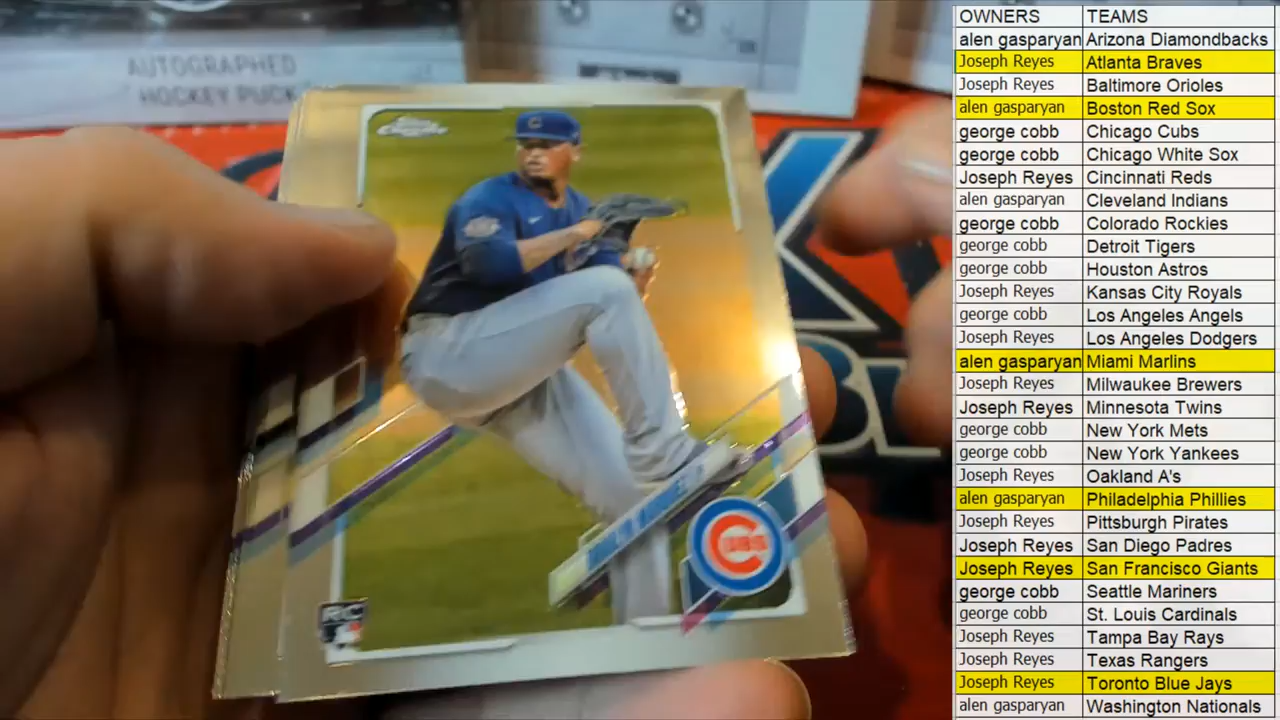 AUTOGRAPHED
HOCKEY PUCK
Topps
Chrome
CUBS
RC
OWNERS TEAMS
alen gasparyan Arizona Diamondbacks
Joseph Reyes Atlanta Braves
Joseph Reyes Baltimore Orioles
alen gasparyan Boston Red Sox
george cobb Chicago Cubs
george cobb Chicago White Sox
Joseph Reyes Cincinnati Reds
alen gasparyan Cleveland Indians
george cobb Colorado Rockies
george cobb Detroit Tigers
george cobb Houston Astros
Joseph Reyes Kansas City Royals
george cobb Los Angeles Angels
Joseph Reyes Los Angeles Dodgers
alen gasparyan Miami Marlins
Joseph Reyes Milwaukee Brewers
Joseph Reyes Minnesota Twins
george cobb New York Mets
george cobb New York Yankees
Joseph Reyes Oakland A's
alen gasparyan Philadelphia Phillies
Joseph Reyes Pittsburgh Pirates
Joseph Reyes San Diego Padres
Joseph Reyes San Francisco Giants
george cobb Seattle Mariners
george cobb St. Louis Cardinals
Joseph Reyes Tampa Bay Rays
Joseph Reyes Texas Rangers
Joseph Reyes Toronto Blue Jays
alen gasparyan Washington Nationals